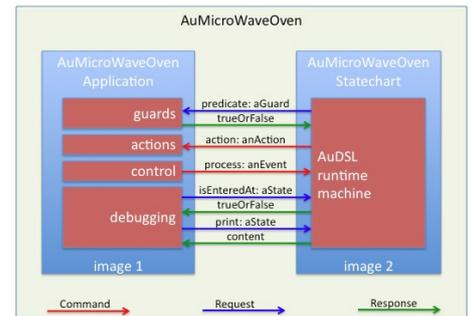 AuMicroWaveOven
AuMicroWaveOven
Application
AuMicroWaveOven
Statechart
guards
predicate: aGuard
trueOrFalse
actions
action: anAction
control
process: anEvent
debugging
isEnteredAt: aState
trueOrFalse
print: aState
content
AuDSL
runtime
machine
image 1
image 2
Command
Request
Response